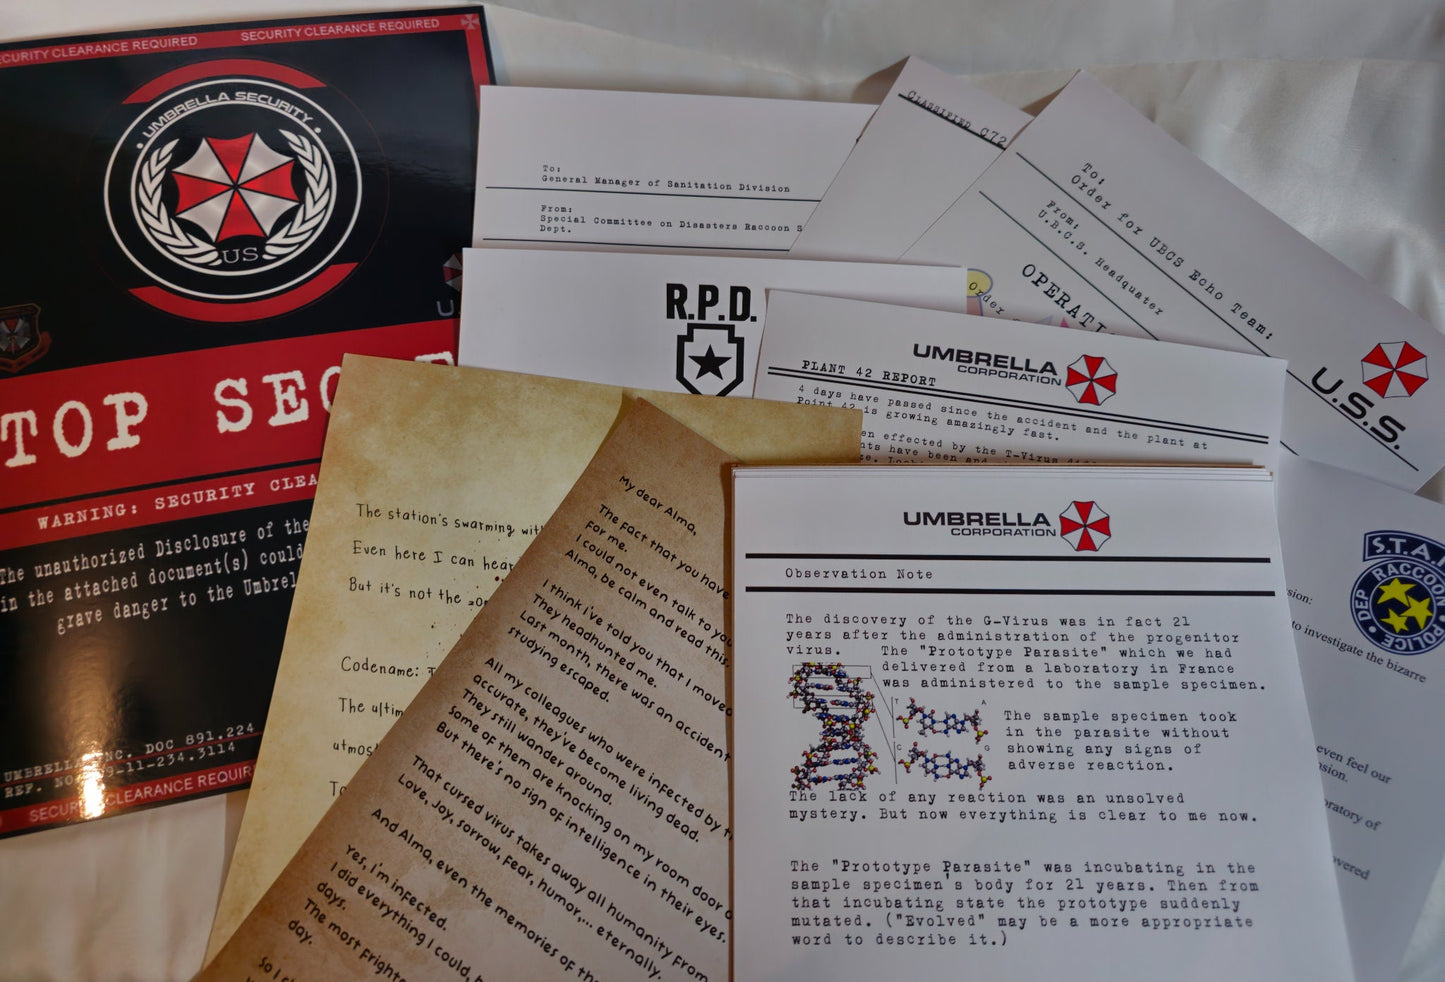 SECURITY CLEARANCE REQUIRED
SECURITY CLEARANCE REQUIRED
UMBRELLA SECURITY
US
TOP
WARNING: SECURITY
The unauthorized Disclosure of the
in the attached document(s) could
grave danger to the
INC. DOC 891.224
REF.
CLEARANCE
To:
General Manager of Sanitation Division
From:
Special Committee on Disasters Raccoon S
Dept.
CLASSIFIED C72
To:
Order for UBCS Echo Team:
From:
U.B.C.S. Headquater
Order
U.S.S.
R.P.D.
UMBRELLA
CORPORATION
PLANT 42 REPORT
4 days have passed since the accident and the plant at
Point 42 is growing amazingly fast.
effected by the T-Virus
have been and
The station's swarming
Even here I can hear
But it's not the
Codename:
The
My dear Alma,
The fact that you have
for me.
I could not even talk to you
Alma, be calm and read this.
I think I've told you that I moved
They headhunted me.
Last month, there was an accident
studying escaped.
All my colleagues who were infected by
accurate, they've become living dead.
They still wander around.
Some of them are knocking on my room door
But there's no sign of intelligence in their eyes.
That cursed virus takes away all humanity from
Love, Joy, sorrow, fear, humor,... eternally.
And Alma, even the memories of
Yes, I'm infected.
I did everything I could,
days.
The most
day.
So I
UMBRELLA
CORPORATION
Observation Note
The discovery of the G-Virus was in fact 21
years after the administration of the progenitor
virus. The "Prototype Parasite" which we had
delivered from a laboratory in France
was administered to the sample specimen.
The sample specimen took
in the parasite without
showing any signs of
adverse reaction.
T A
C G
The lack of any reaction was an unsolved
mystery. But now everything is clear to me now.
The "Prototype Parasite" was incubating in the
sample specimen's body for 21 years. Then from
that incubating state the prototype suddenly
mutated. ("Evolved" may be a more appropriate
word to describe it.)
RACCOON POLICE DEP
to investigate the bizarre
even feel our